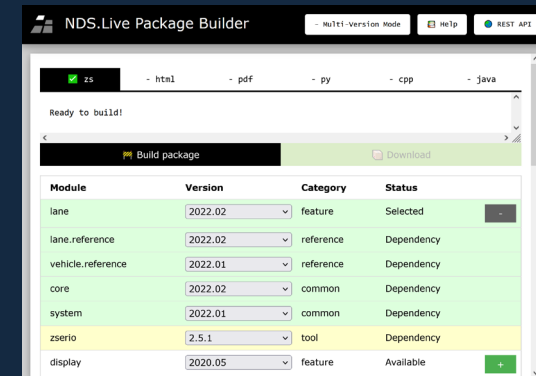 NDS.Live Package Builder
- Multi-Version Mode
Help
REST API
zs
- html
- pdf
- py
- cpp
- java
Ready to build!
Build package
Download
Module Version Category Status
lane 2022.02 feature Selected -
lane.reference 2022.02 reference Dependency
vehicle.reference 2022.01 reference Dependency
core 2022.02 common Dependency
system 2022.01 common Dependency
zserio 2.5.1 tool Dependency
display 2020.05 feature Available +